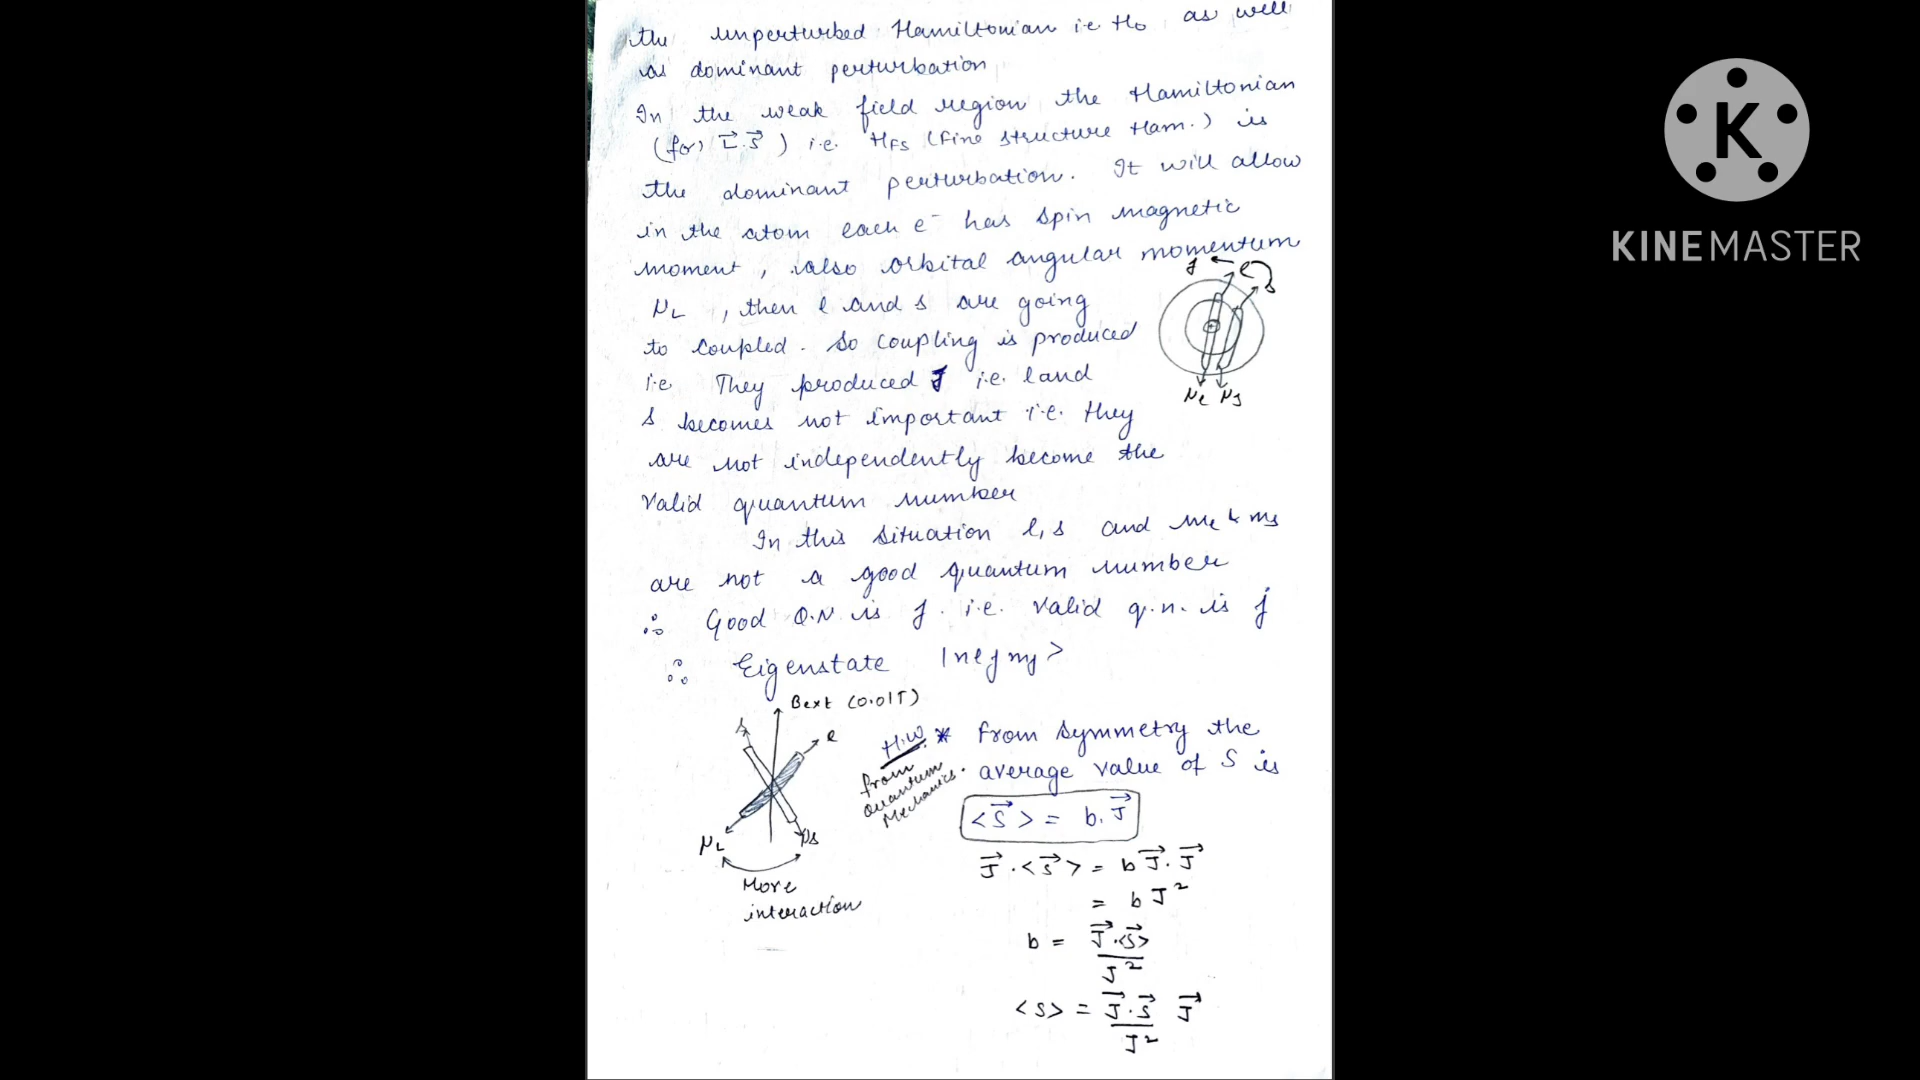 the unperturbed Hamiltonian i.e. H0 as well
as dominant perturbation
In the weak field region the Hamiltonian
(for, L⃗.S⃗) i.e. HFS (Fine structure Ham.) is
the dominant perturbation. It will allow
in the atom each e⁻ has spin magnetic
moment, also orbital angular momentum
μL , then l and s are going
to coupled. So coupling is produced
i.e. They produced J i.e. l and
s becomes not important i.e. they
are not independently become the
valid quantum number
In this situation l, s and ml & ms
are not a good quantum number
∴ Good Q.N is j. i.e. valid q.n. is j
∴ Eigenstate |nljmj>
j l s
μl μs
Bext (0.01T)
s l
μL μs
More
interaction
H.W * From symmetry the
from
Quantum
Mechanics.
average value of S is
<S⃗> = b.J⃗
J⃗.<S⃗> = b J⃗.J⃗
= b J²
b = J⃗.<S⃗>
J²
<S> = J⃗.S⃗ J⃗
J²
K
KINEMASTER